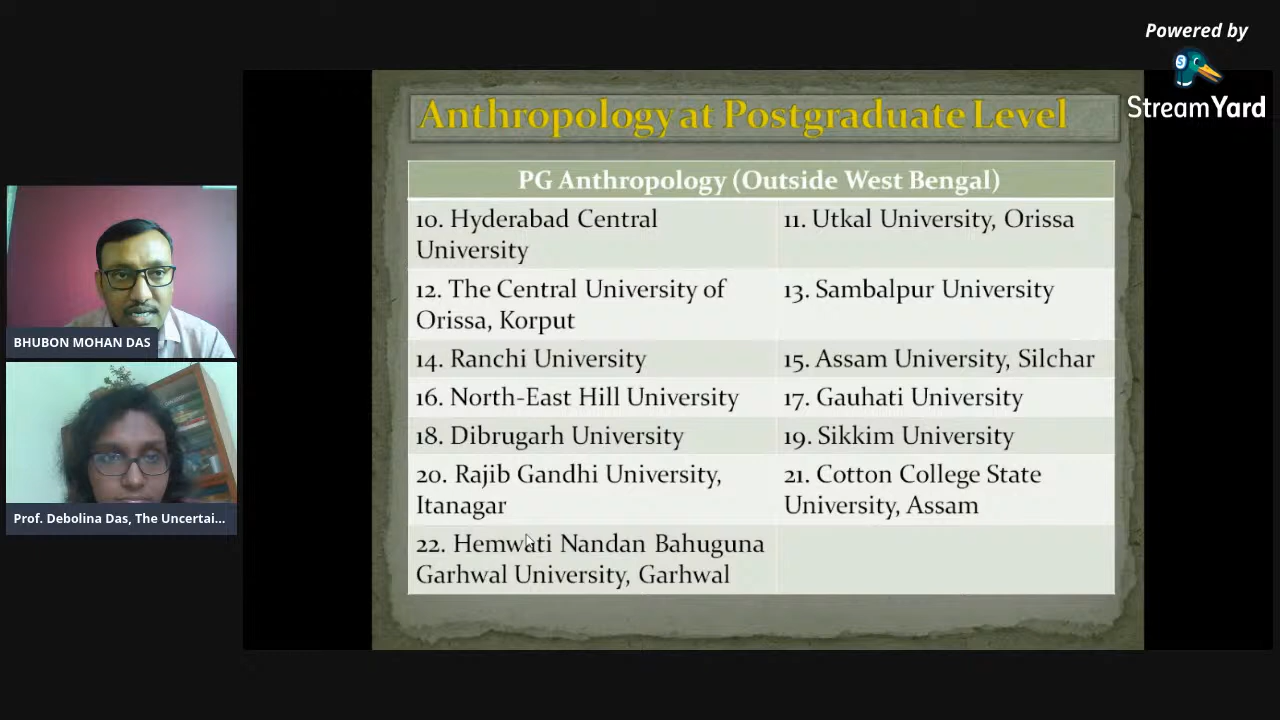 Powered by
StreamYard
Anthropology at Postgraduate Level
PG Anthropology (Outside West Bengal)
10. Hyderabad Central
University
11. Utkal University, Orissa
12. The Central University of
Orissa, Korput
13. Sambalpur University
14. Ranchi University
15. Assam University, Silchar
16. North-East Hill University
17. Gauhati University
18. Dibrugarh University
19. Sikkim University
20. Rajib Gandhi University,
Itanagar
21. Cotton College State
University, Assam
22. Hemwati Nandan Bahuguna
Garhwal University, Garhwal
BHUBON MOHAN DAS
Prof. Debolina Das, The Uncertai...